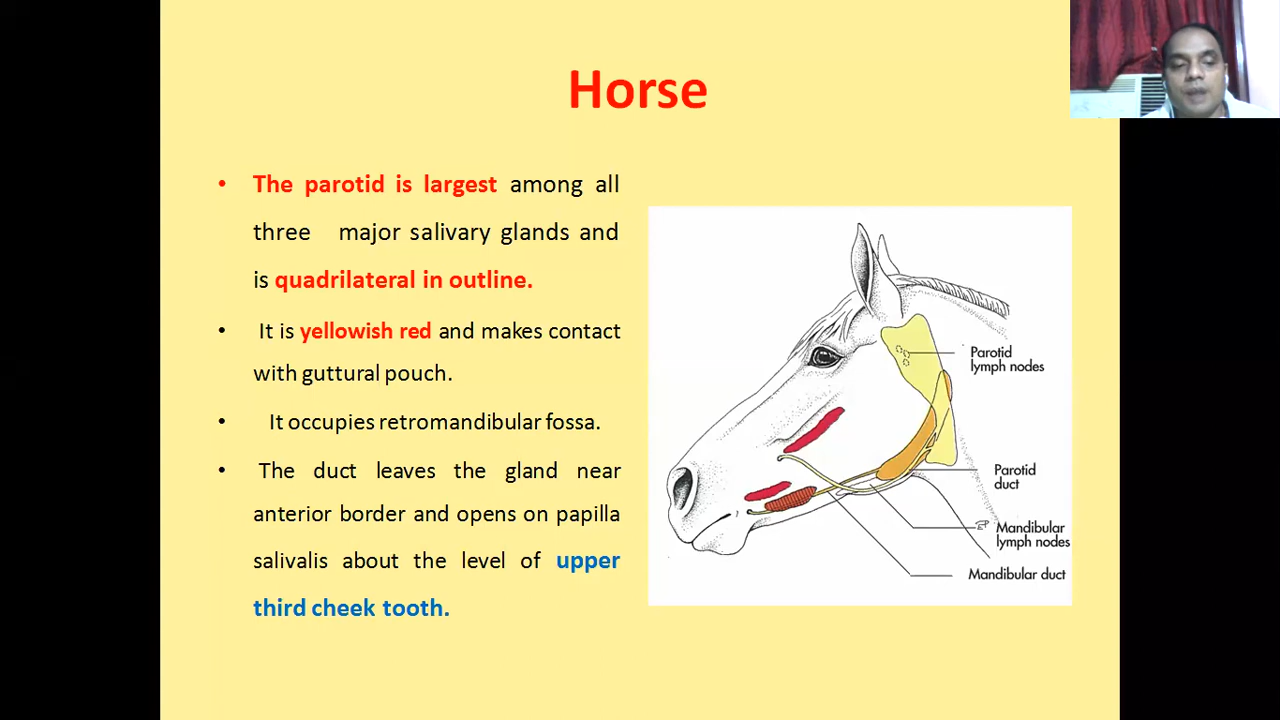 Horse
• The parotid is largest among all
three major salivary glands and
is quadrilateral in outline.
• It is yellowish red and makes contact
with guttural pouch.
• It occupies retromandibular fossa.
• The duct leaves the gland near
anterior border and opens on papilla
salivalis about the level of upper
third cheek tooth.
Parotid
lymph nodes
Parotid
duct
Mandibular
lymph nodes
Mandibular duct